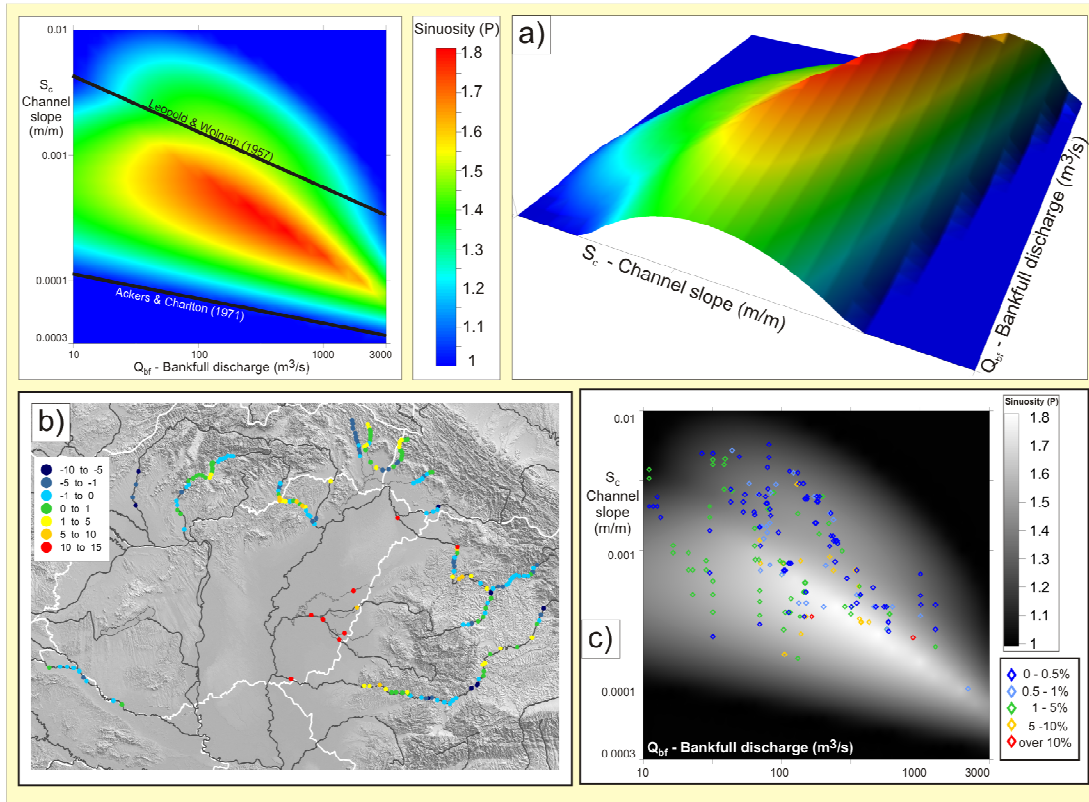 0.01
S_c
Channel
slope
(m/m)
0.001
0.0001
0.0003
10
100
1000
3000
Q_bf - Bankfull discharge (m³/s)
Leopold & Wolman (1957)
Ackers & Charlton (1971)
Sinuosity (P)
1.8
1.7
1.6
1.5
1.4
1.3
1.2
1.1
1
a)
S_c - Channel slope (m/m)
Q_bf - Bankfull discharge (m³/s)
b)
-10 to -5
-5 to -1
-1 to 0
0 to 1
1 to 5
5 to 10
10 to 15
0.01
S_c
Channel
slope
(m/m)
0.001
c)
0.0001
0.0003
Q_bf - Bankfull discharge (m³/s)
10
100
1000
3000
Sinuosity (P)
1.8
1.7
1.6
1.5
1.4
1.3
1.2
1.1
1
0 - 0.5%
0.5 - 1%
1 - 5%
5 -10%
over 10%